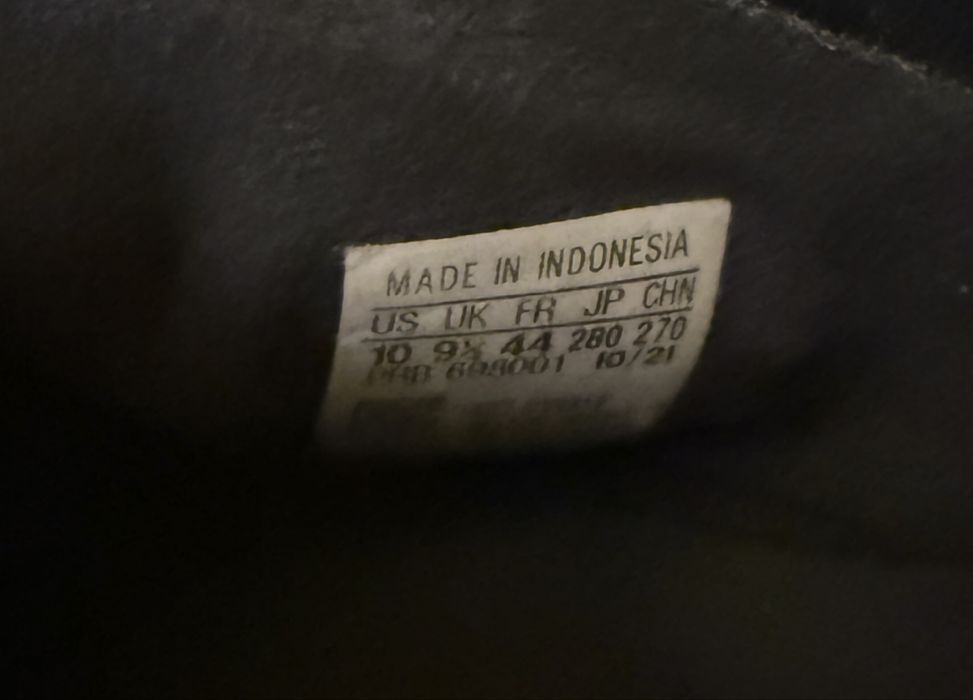 MADE IN INDONESIA
US UK FR JP CHN
10 9½ 44 280 270
10/21